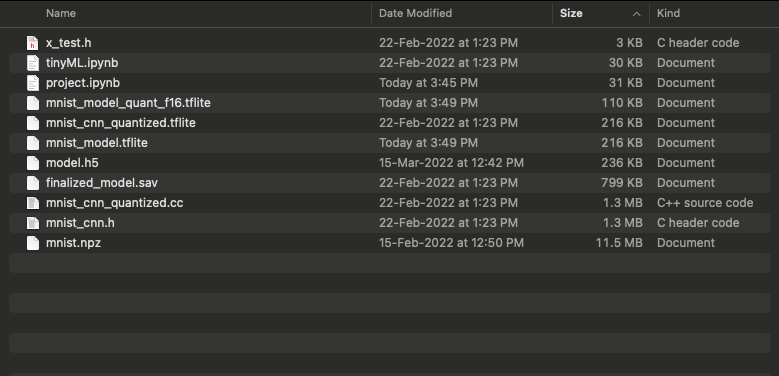 Name Date Modified Size Kind
x_test.h 22-Feb-2022 at 1:23 PM 3 KB C header code
tinyML.ipynb 22-Feb-2022 at 1:23 PM 30 KB Document
project.ipynb Today at 3:45 PM 31 KB Document
mnist_model_quant_f16.tflite Today at 3:49 PM 110 KB Document
mnist_cnn_quantized.tflite 22-Feb-2022 at 1:23 PM 216 KB Document
mnist_model.tflite Today at 3:49 PM 216 KB Document
model.h5 15-Mar-2022 at 12:42 PM 236 KB Document
finalized_model.sav 22-Feb-2022 at 1:23 PM 799 KB Document
mnist_cnn_quantized.cc 22-Feb-2022 at 1:23 PM 1.3 MB C++ source code
mnist_cnn.h 22-Feb-2022 at 1:23 PM 1.3 MB C header code
mnist.npz 15-Feb-2022 at 12:50 PM 11.5 MB Document